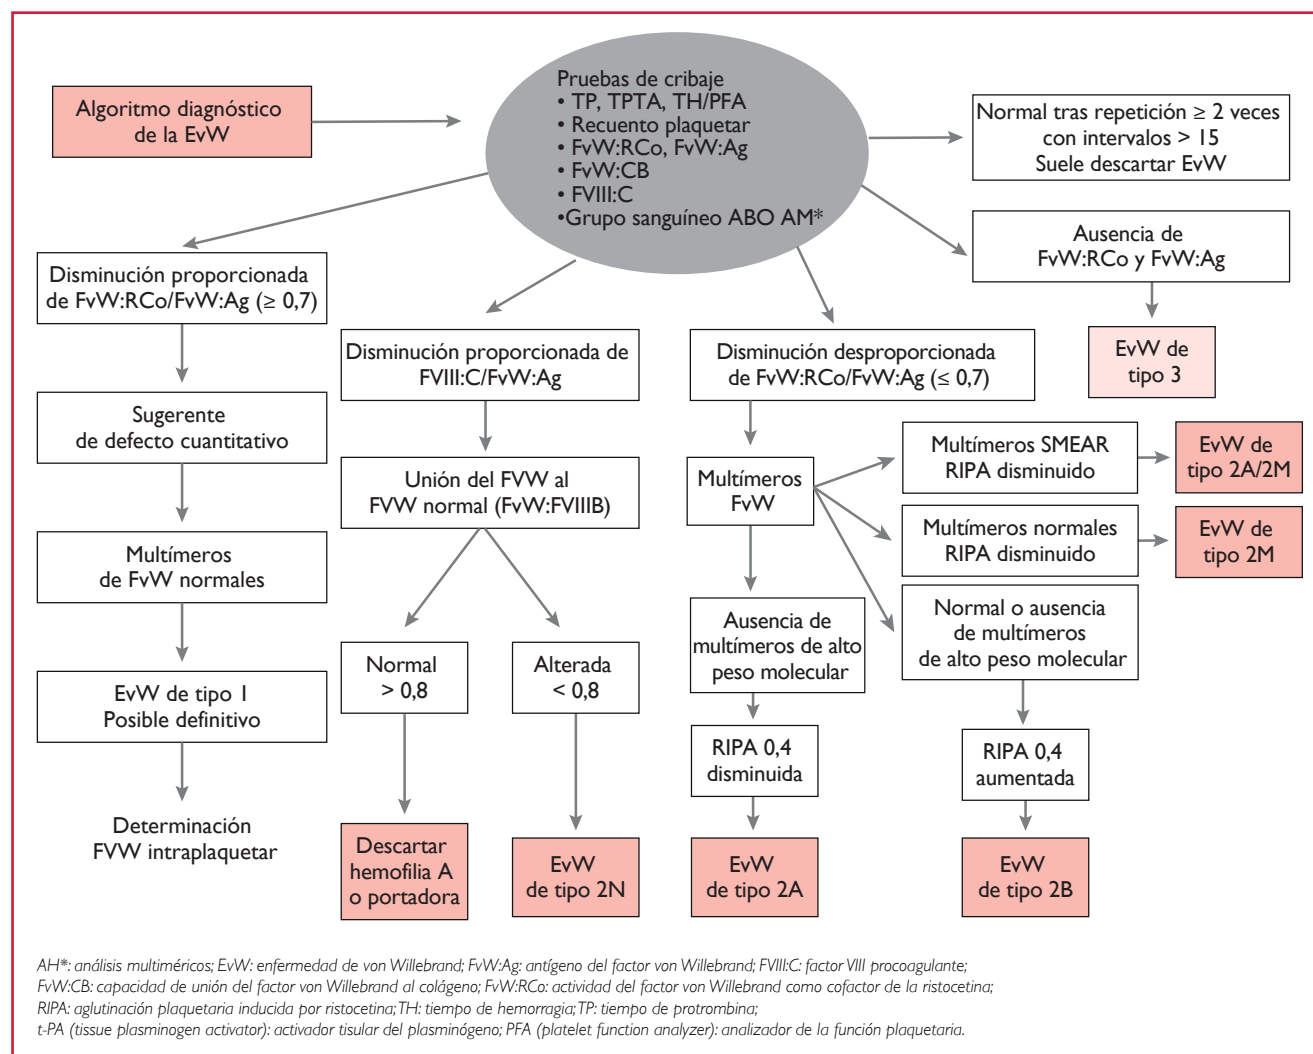 Algoritmo diagnóstico
de la EvW
Pruebas de cribaje
• TP, TPTA, TH/PFA
• Recuento plaquetar
• FvW:RCo, FvW:Ag
• FvW:CB
• FVIII:C
•Grupo sanguíneo ABO AM*
Normal tras repetición ≥ 2 veces
con intervalos > 15
Suele descartar EvW
Ausencia de
FvW:RCo y FvW:Ag
EvW de
tipo 3
Disminución proporcionada
de FvW:RCo/FvW:Ag (≥ 0,7)
Sugerente
de defecto cuantitativo
Multímeros
de FvW normales
EvW de tipo 1
Posible definitivo
Determinación
FVW intraplaquetar
Disminución proporcionada de
FVIII:C/FvW:Ag
Unión del FVW al
FVW normal (FvW:FVIIIB)
Normal
> 0,8
Alterada
< 0,8
Descartar
hemofilia A
o portadora
EvW
de tipo 2N
Disminución desproporcionada
de FvW:RCo/FvW:Ag (≤ 0,7)
Multímeros
FvW
Multímeros SMEAR
RIPA disminuido
EvW de
tipo 2A/2M
Multímeros normales
RIPA disminuido
EvW de
tipo 2M
Ausencia de
multímeros de alto
peso molecular
Normal o ausencia
de multímeros
de alto peso molecular
RIPA 0,4
disminuida
RIPA 0,4
aumentada
EvW
de tipo 2A
EvW
de tipo 2B
AH*: análisis multiméricos; EvW: enfermedad de von Willebrand; FvW:Ag: antígeno del factor von Willebrand; FVIII:C: factor VIII procoagulante;
FvW:CB: capacidad de unión del factor von Willebrand al colágeno; FvW:RCo: actividad del factor von Willebrand como cofactor de la ristocetina;
RIPA: aglutinación plaquetaria inducida por ristocetina; TH: tiempo de hemorragia; TP: tiempo de protrombina;
t-PA (tissue plasminogen activator): activador tisular del plasminógeno; PFA (platelet function analyzer): analizador de la función plaquetaria.